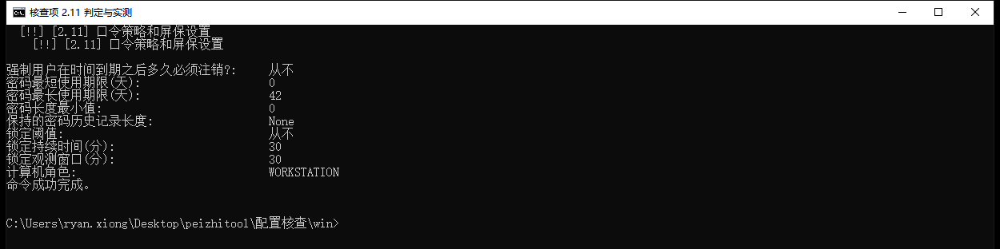 核查项 2.11 判定与实测
[!!] [2.11] 口令策略和屏保设置
[!!] [2.11] 口令策略和屏保设置
强制用户在时间到期之后多久必须注销?: 从不
密码最短使用期限(天): 0
密码最长使用期限(天): 42
密码长度最小值: 0
保持的密码历史记录长度: None
锁定阈值: 从不
锁定持续时间(分): 30
锁定观测窗口(分): 30
计算机角色: WORKSTATION
命令成功完成。
C:\Users\ryan.xiong\Desktop\peizhitool\配置核查\win>